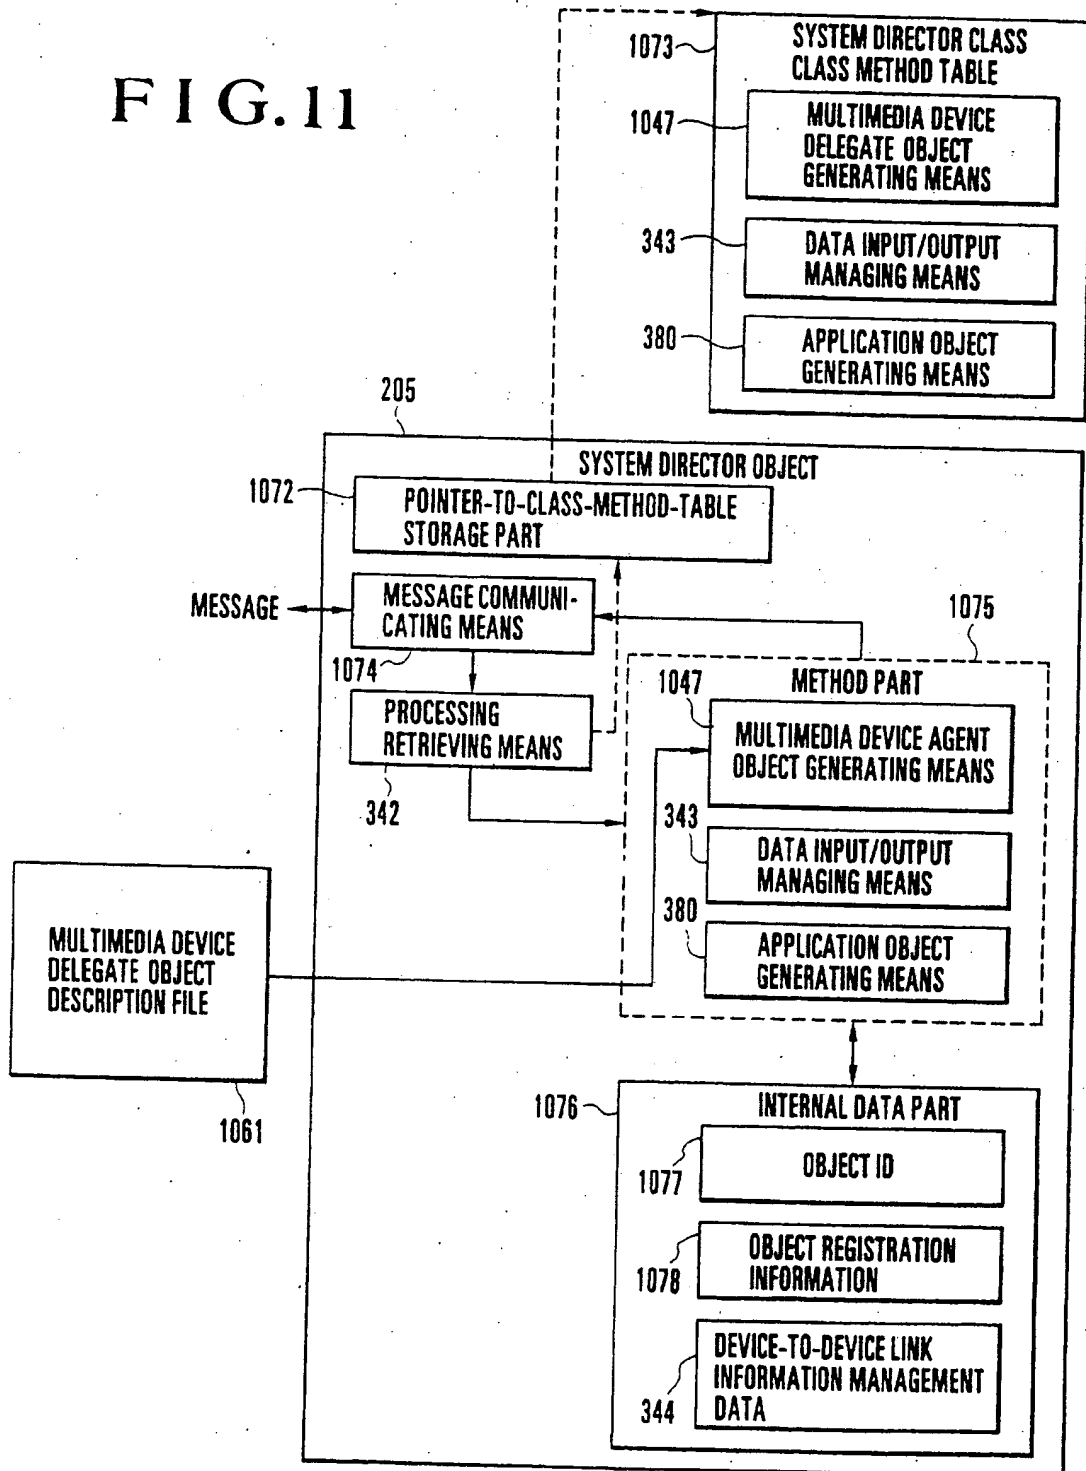 FIG.11
1073
SYSTEM DIRECTOR CLASS
CLASS METHOD TABLE
1047
MULTIMEDIA DEVICE
DELEGATE OBJECT
GENERATING MEANS
343
DATA INPUT/OUTPUT
MANAGING MEANS
380
APPLICATION OBJECT
GENERATING MEANS
205
SYSTEM DIRECTOR OBJECT
1072
POINTER-TO-CLASS-METHOD-TABLE
STORAGE PART
MESSAGE
MESSAGE COMMUNI-
CATING MEANS
1074
PROCESSING
RETRIEVING MEANS
342
1075
METHOD PART
1047
MULTIMEDIA DEVICE AGENT
OBJECT GENERATING MEANS
343
DATA INPUT/OUTPUT
MANAGING MEANS
380
APPLICATION OBJECT
GENERATING MEANS
MULTIMEDIA DEVICE
DELEGATE OBJECT
DESCRIPTION FILE
1061
1076
INTERNAL DATA PART
1077
OBJECT ID
1078
OBJECT REGISTRATION
INFORMATION
344
DEVICE-TO-DEVICE LINK
INFORMATION MANAGEMENT
DATA